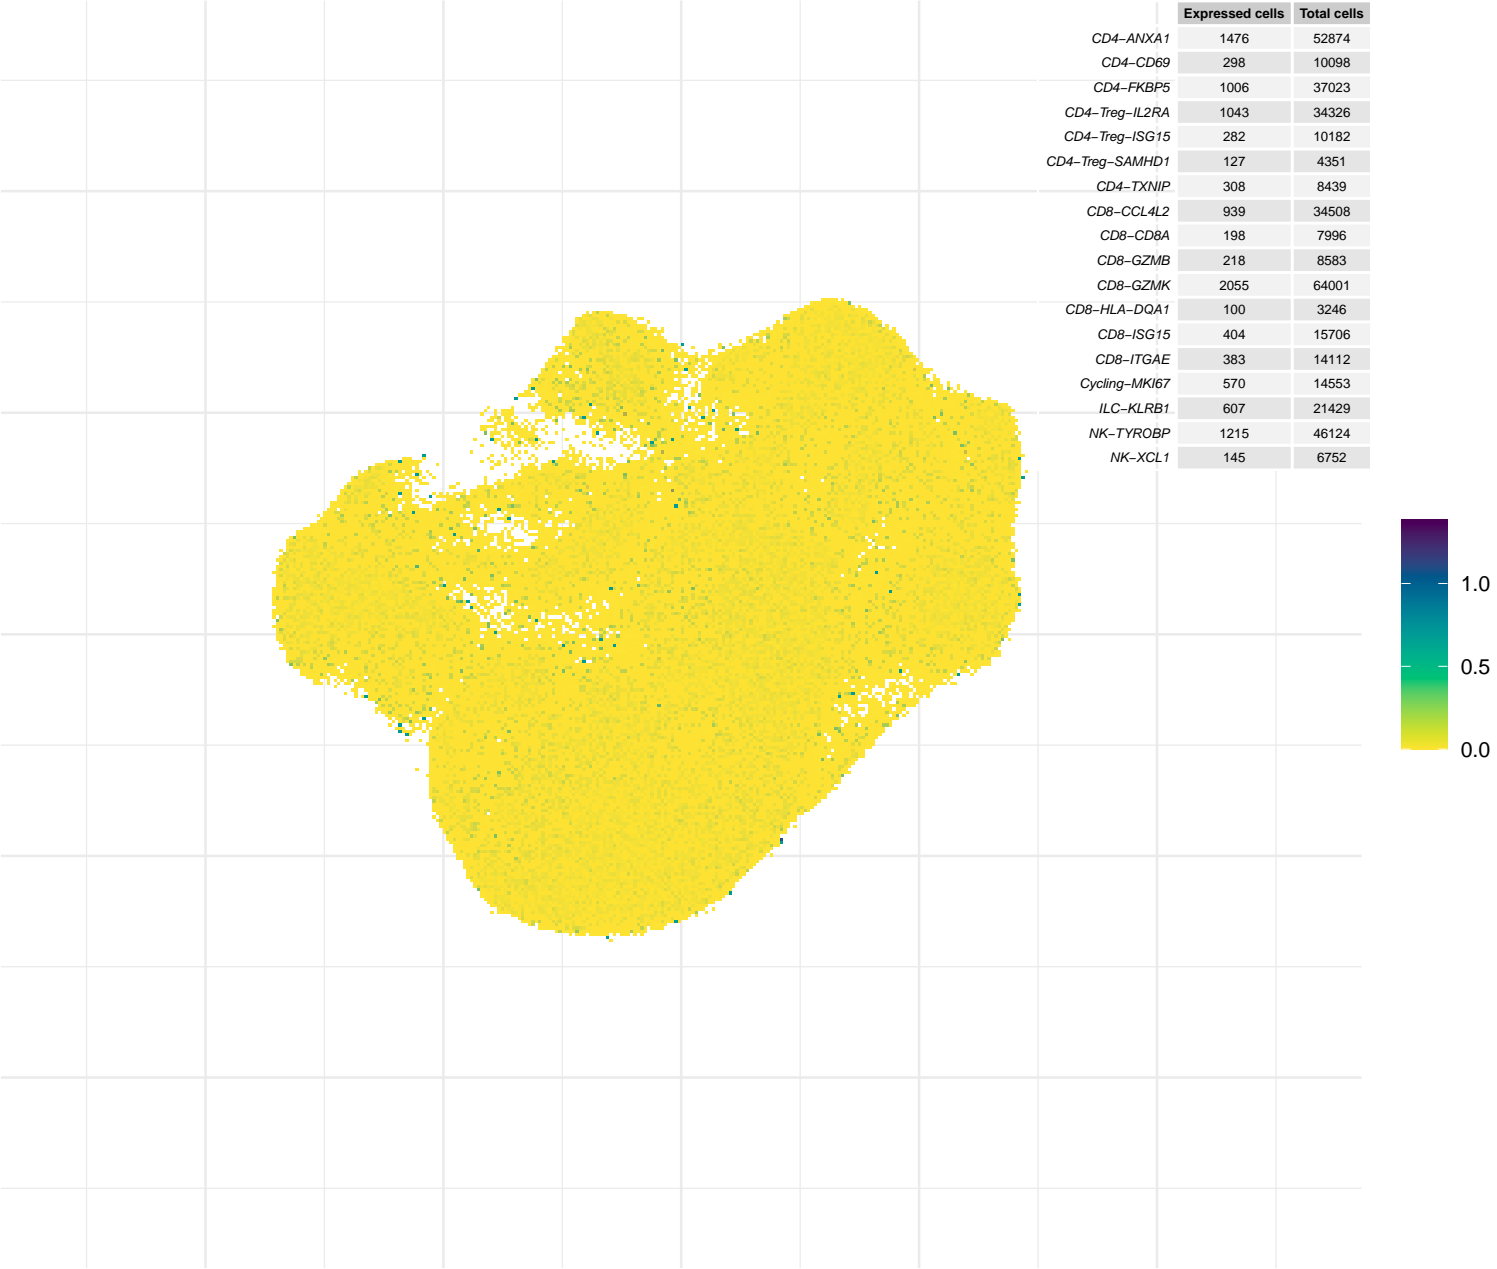 Expressed cells Total cells
CD4−ANXA1 1476 52874
CD4−CD69 298 10098
CD4−FKBP5 1006 37023
CD4−Treg−IL2RA 1043 34326
CD4−Treg−ISG15 282 10182
CD4−Treg−SAMHD1 127 4351
CD4−TXNIP 308 8439
CD8−CCL4L2 939 34508
CD8−CD8A 198 7996
CD8−GZMB 218 8583
CD8−GZMK 2055 64001
CD8−HLA−DQA1 100 3246
CD8−ISG15 404 15706
CD8−ITGAE 383 14112
Cycling−MKI67 570 14553
ILC−KLRB1 607 21429
NK−TYROBP 1215 46124
NK−XCL1 145 6752
1.0
0.5
0.0